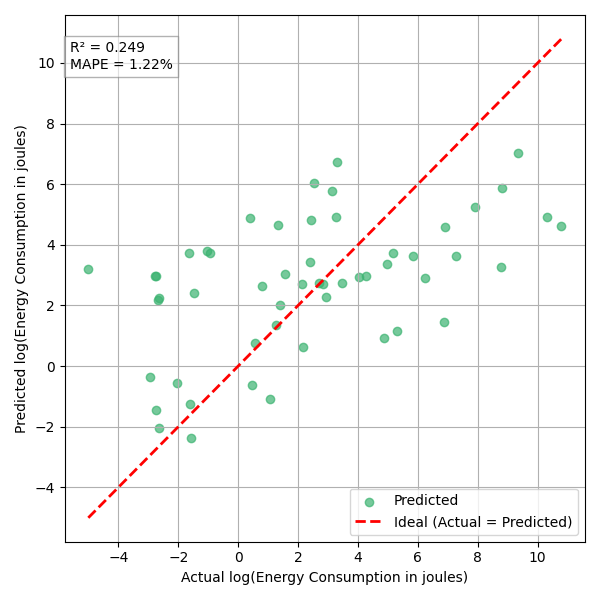 R² = 0.249
MAPE = 1.22%
Predicted log(Energy Consumption in joules)
10
8
6
4
2
0
−2
−4
−4 −2 0 2 4 6 8 10
Predicted
Ideal (Actual = Predicted)
Actual log(Energy Consumption in joules)